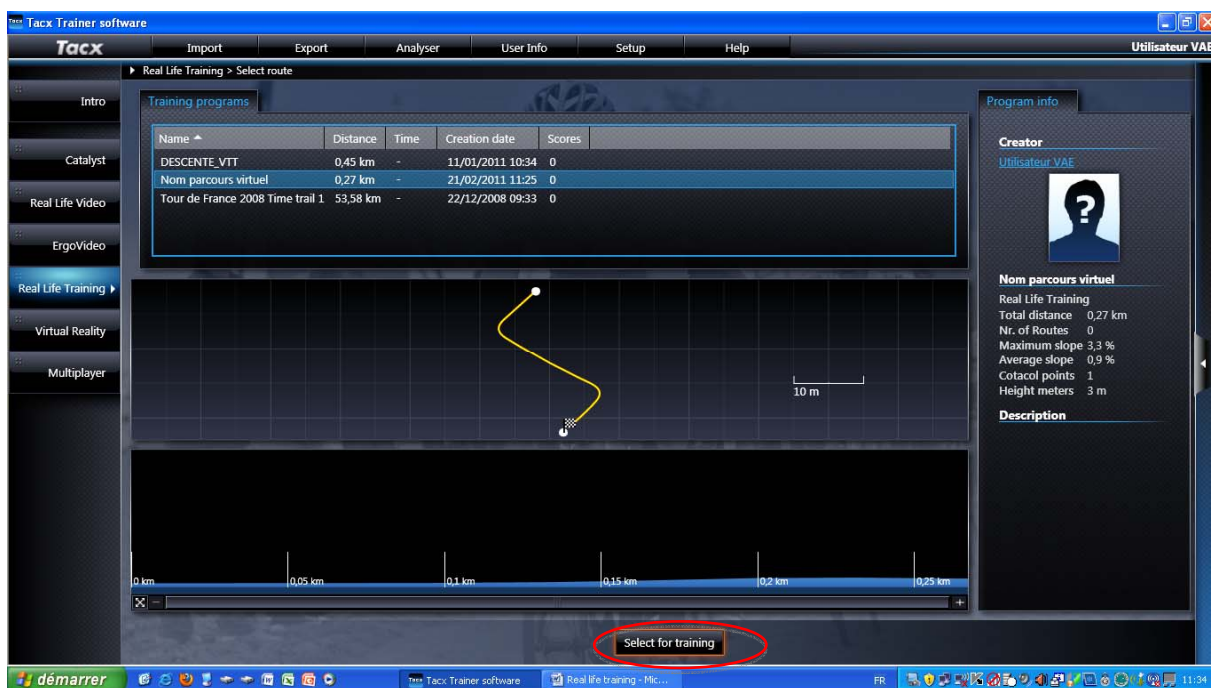 Tacx Trainer software
Tacx Import Export Analyser User Info Setup Help Utilisateur VAE
Real Life Training > Select route
Intro
Catalyst
Real Life Video
ErgoVideo
Real Life Training
Virtual Reality
Multiplayer
Training programs
Name Distance Time Creation date Scores
DESCENTE_VTT 0,45 km - 11/01/2011 10:34 0
Nom parcours virtuel 0,27 km - 21/02/2011 11:25 0
Tour de France 2008 Time trail 1 53,58 km - 22/12/2008 09:33 0
10 m
0 km 0,05 km 0,1 km 0,15 km 0,2 km 0,25 km
Select for training
Program info
Creator
Utilisateur VAE
?
Nom parcours virtuel
Real Life Training
Total distance 0,27 km
Nr. of Routes 0
Maximum slope 3,3 %
Average slope 0,9 %
Cotacol points 1
Height meters 3 m
Description
démarrer Tacx Trainer software Real life training - Mic... FR 11:34